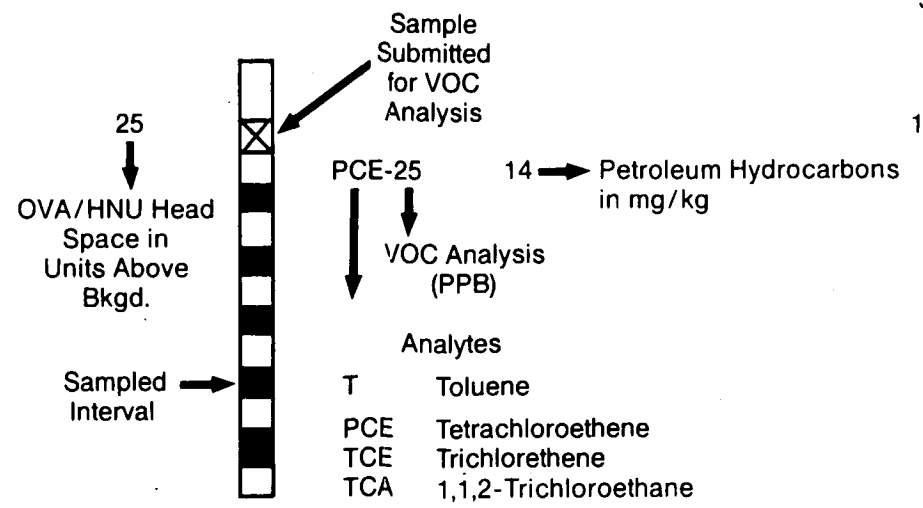 Sample
Submitted
for VOC
Analysis
25
1
PCE-25
14
Petroleum Hydrocarbons
in mg/kg
OVA/HNU Head
Space in
Units Above
Bkgd.
VOC Analysis
(PPB)
Analytes
Sampled
Interval
T Toluene
PCE Tetrachloroethene
TCE Trichlorethene
TCA 1,1,2-Trichloroethane